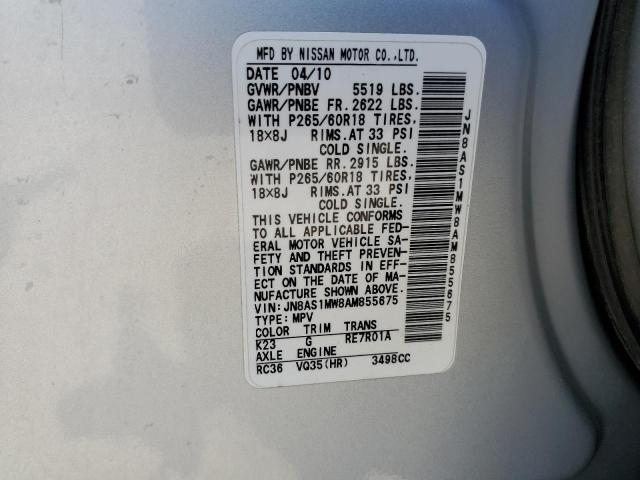 MFD BY NISSAN MOTOR CO.,LTD.
DATE 04/10
GVWR/PNBV 5519 LBS.
GAWR/PNBE FR. 2622 LBS.
WITH P265/60R18 TIRES,
18X8J RIMS. AT 33 PSI
COLD SINGLE.
GAWR/PNBE RR. 2915 LBS.
WITH P265/60R18 TIRES,
18X8J RIMS. AT 33 PSI
COLD SINGLE.
THIS VEHICLE CONFORMS
TO ALL APPLICABLE FED-
ERAL MOTOR VEHICLE SA-
FETY AND THEFT PREVEN-
TION STANDARDS IN EFF-
ECT ON THE DATE OF MA-
NUFACTURE SHOWN ABOVE.
VIN: JN8AS1MW8AM855675
TYPE: MPV
COLOR TRIM TRANS
K23 G RE7R01A
AXLE ENGINE
RC36 VQ35(HR) 3498CC
JN8AS1MW8AM855675